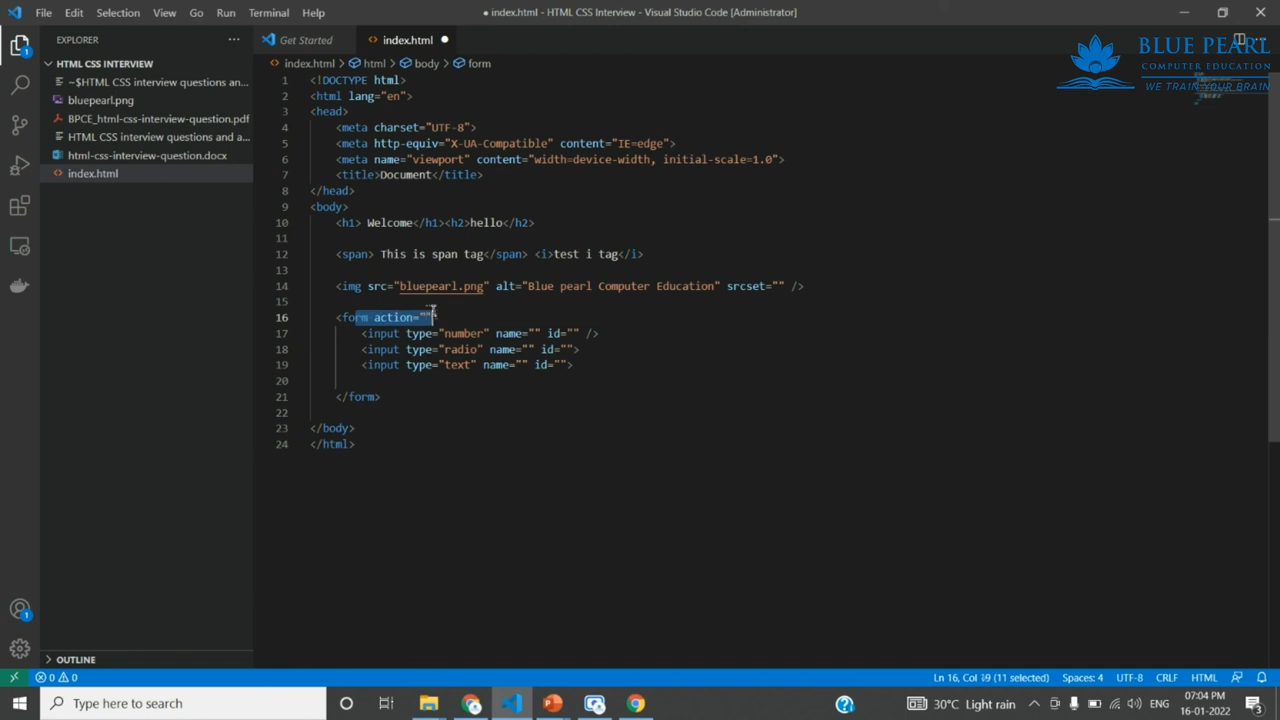 File Edit Selection View Go Run Terminal Help
● index.html - HTML CSS Interview - Visual Studio Code [Administrator]
EXPLORER
HTML CSS INTERVIEW
~$HTML CSS interview questions an...
bluepearl.png
BPCE_html-css-interview-question.pdf
HTML CSS interview questions and a...
html-css-interview-question.docx
index.html
OUTLINE
Get Started
index.html ●
index.html > html > body > form
BLUE PEARL
COMPUTER EDUCATION
WE TRAIN YOUR BRAIN
1 <!DOCTYPE html>
2 <html lang="en">
3 <head>
4 <meta charset="UTF-8">
5 <meta http-equiv="X-UA-Compatible" content="IE=edge">
6 <meta name="viewport" content="width=device-width, initial-scale=1.0">
7 <title>Document</title>
8 </head>
9 <body>
10 <h1> Welcome</h1><h2>hello</h2>
11
12 <span> This is span tag</span> <i>test i tag</i>
13
14 <img src="bluepearl.png" alt="Blue pearl Computer Education" srcset="" />
15
16 <form action=""
17 <input type="number" name="" id="" />
18 <input type="radio" name="" id="">
19 <input type="text" name="" id="">
20
21 </form>
22
23 </body>
24 </html>
0 0
Ln 16, Col (11 selected) Spaces: 4 UTF-8 CRLF HTML
Type here to search
30°C Light rain
ENG
07:04 PM
16-01-2022
3